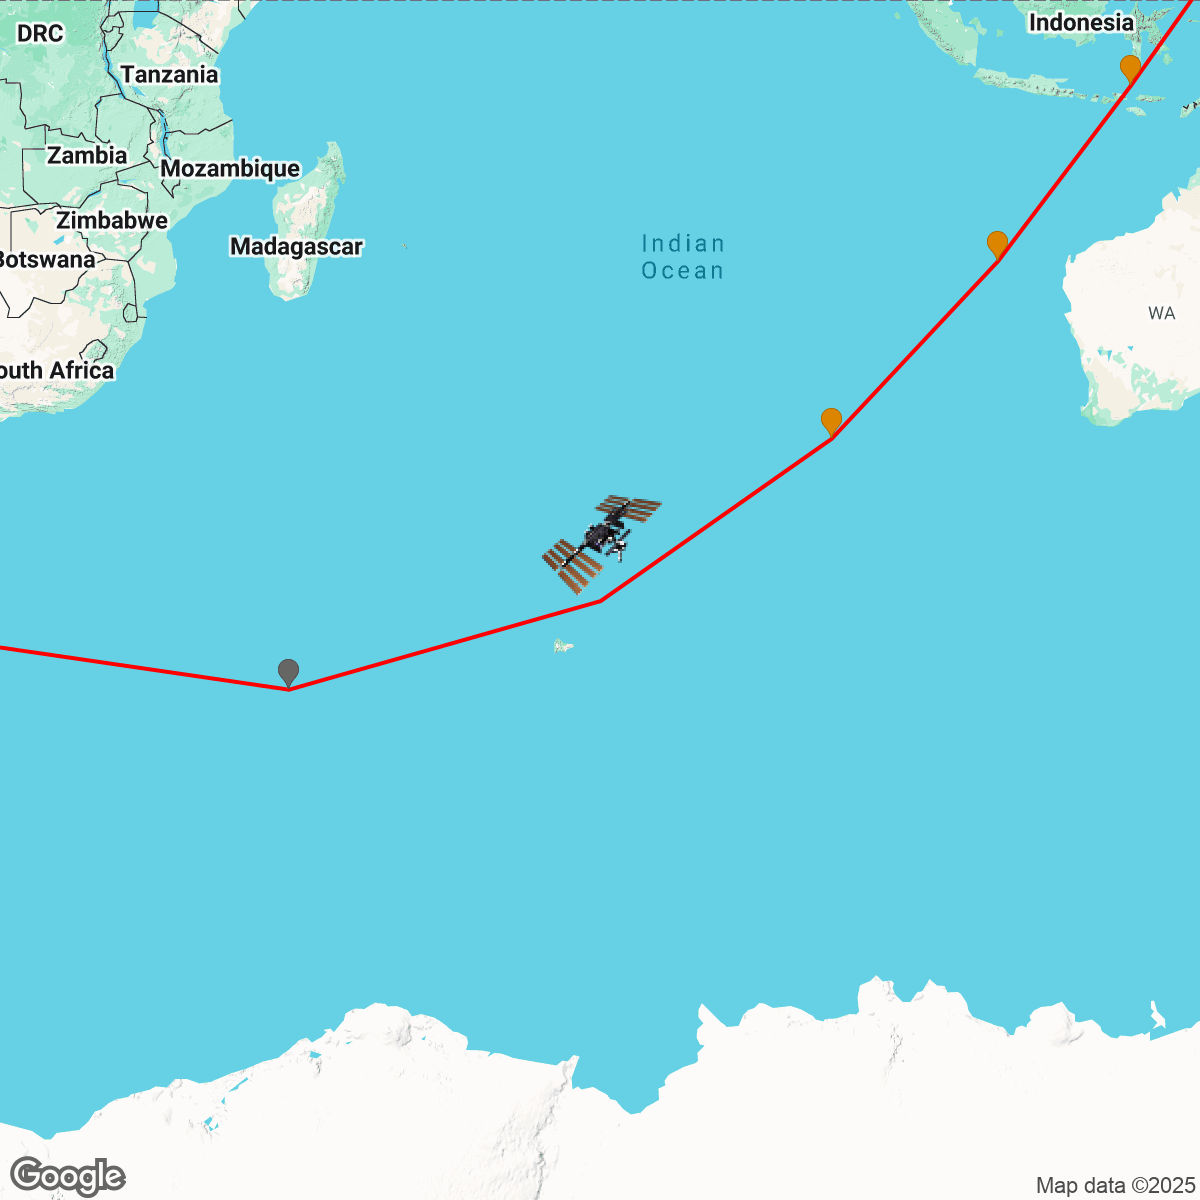 DRC
Indonesia
Tanzania
Zambia
Mozambique
Zimbabwe
Madagascar
Indian
Ocean
Botswana
WA
outh Africa
Google
Map data ©2025